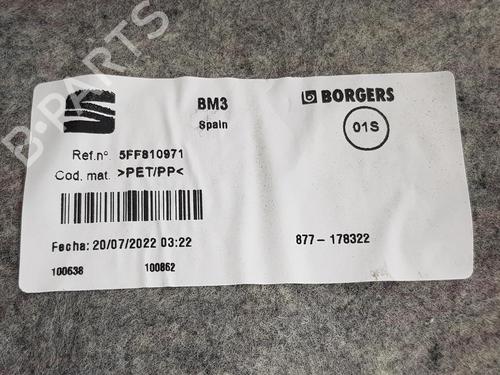 BM3
BORGERS
Spain
01S
Ref.nº. 5FF810971
Cod. mat. >PET/PP<
Fecha: 20/07/2022 03:22
877-178322
100638 100862
B-PARTS